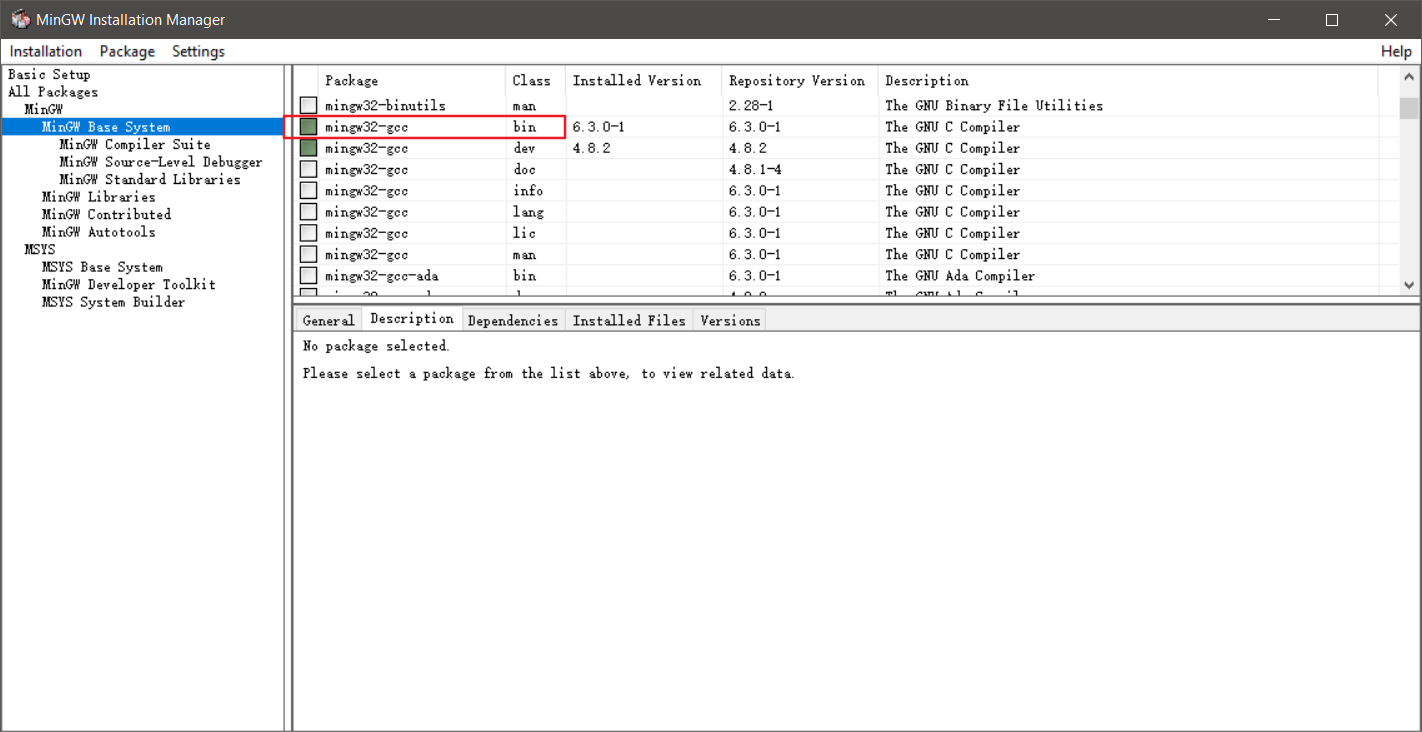 MinGW Installation Manager
Installation Package Settings Help
Basic Setup
All Packages
MinGW
MinGW Base System
MinGW Compiler Suite
MinGW Source-Level Debugger
MinGW Standard Libraries
MinGW Libraries
MinGW Contributed
MinGW Autotools
MSYS
MSYS Base System
MinGW Developer Toolkit
MSYS System Builder
Package Class Installed Version Repository Version Description
mingw32-binutils man 2.28-1 The GNU Binary File Utilities
mingw32-gcc bin 6.3.0-1 6.3.0-1 The GNU C Compiler
mingw32-gcc dev 4.8.2 4.8.2 The GNU C Compiler
mingw32-gcc doc 4.8.1-4 The GNU C Compiler
mingw32-gcc info 6.3.0-1 The GNU C Compiler
mingw32-gcc lang 6.3.0-1 The GNU C Compiler
mingw32-gcc lic 6.3.0-1 The GNU C Compiler
mingw32-gcc man 6.3.0-1 The GNU C Compiler
mingw32-gcc-ada bin 6.3.0-1 The GNU Ada Compiler
General Description Dependencies Installed Files Versions
No package selected.
Please select a package from the list above, to view related data.